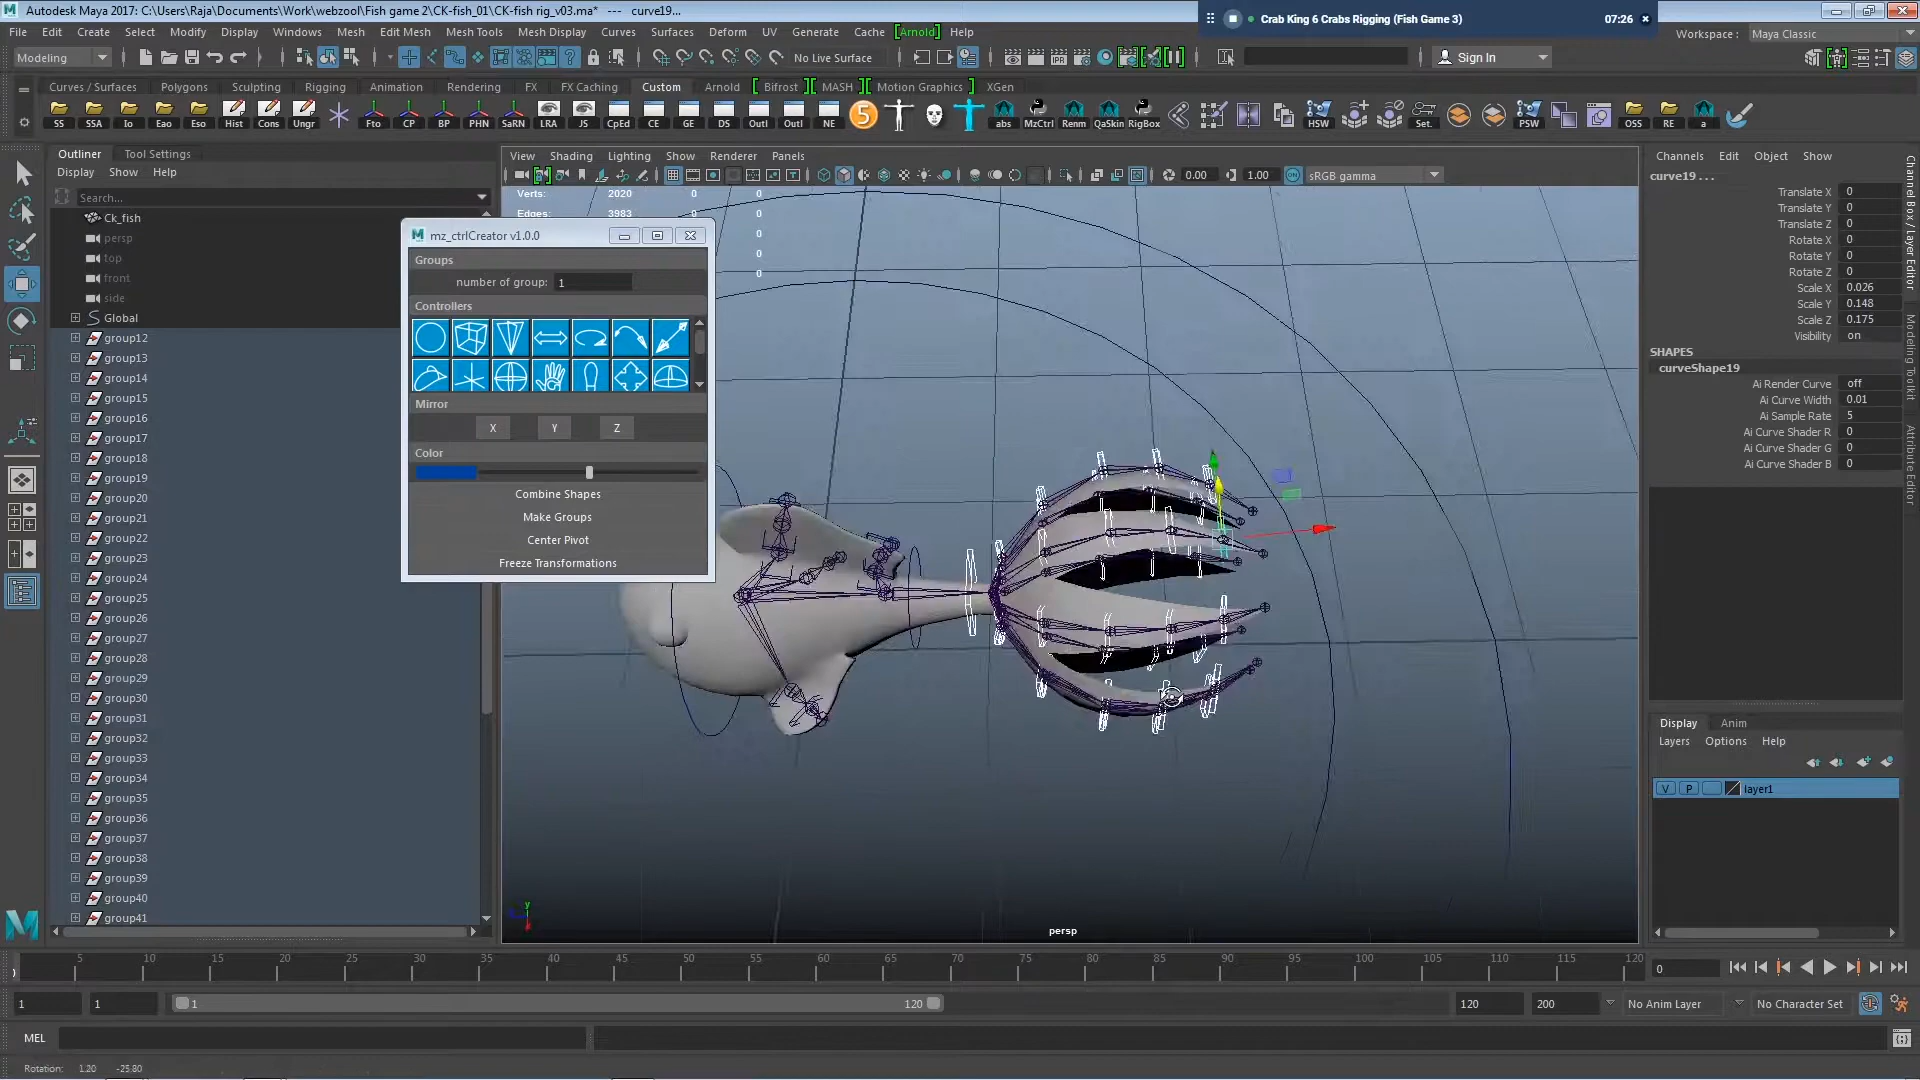 Autodesk Maya 2017: C:\Users\Raja\Documents\Work\webzool\Fish game 2\CK-fish_01\CK-fish rig_v03.ma* --- curve19...
Crab King 6 Crabs Rigging (Fish Game 3) 07:26
File Edit Create Select Modify Display Windows Mesh Edit Mesh Mesh Tools Mesh Display Curves Surfaces Deform UV Generate Cache [Arnold] Help
Workspace : Maya Classic
Modeling No Live Surface Sign In
Curves / Surfaces Polygons Sculpting Rigging Animation Rendering FX FX Caching Custom Arnold Bifrost MASH Motion Graphics XGen
SS SSA Io Eao Eso Hist Cons Ungr Fto CP BP PHN SaRN LRA JS CpEd CE GE DS Outl Outl NE 5 abs MzCtrl Renm QaSkin RigBox HSW Set. PSW OSS RE a
Outliner Tool Settings
Display Show Help
Search...
Ck_fish
persp
top
front
side
Global
group12
group13
group14
group15
group16
group17
group18
group19
group20
group21
group22
group23
group24
group25
group26
group27
group28
group29
group30
group31
group32
group33
group34
group35
group36
group37
group38
group39
group40
group41
mz_ctrlCreator v1.0.0
Groups
number of group: 1
Controllers
Mirror
X Y Z
Color
Combine Shapes
Make Groups
Center Pivot
Freeze Transformations
View Shading Lighting Show Renderer Panels
0.00 1.00 sRGB gamma
Verts: 2020 0 0
Edges: 3983 0 0
0
0
0
y
persp
Channels Edit Object Show
curve19 . . .
Translate X 0
Translate Y 0
Translate Z 0
Rotate X 0
Rotate Y 0
Rotate Z 0
Scale X 0.026
Scale Y 0.148
Scale Z 0.175
Visibility on
SHAPES
curveShape19
Ai Render Curve off
Ai Curve Width 0.01
Ai Sample Rate 5
Ai Curve Shader R 0
Ai Curve Shader G 0
Ai Curve Shader B 0
Channel Box / Layer Editor
Modeling Toolkit
Attribute Editor
Display Anim
Layers Options Help
V P layer1
5 10 15 20 25 30 35 40 45 50 55 60 65 70 75 80 85 90 95 100 105 110 115 120
0
1 1 1 120 120 200 No Anim Layer No Character Set
MEL
Rotation: 1.20 -25.80